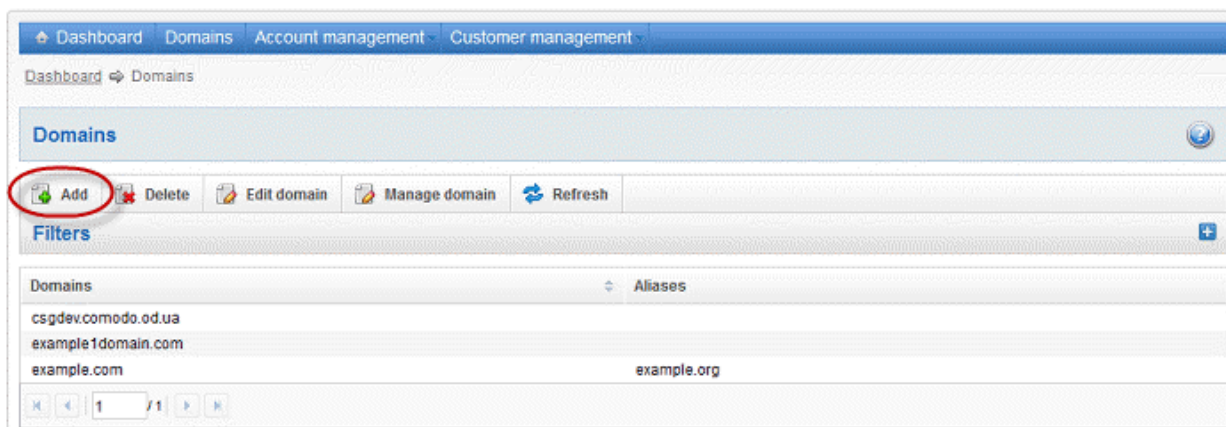 Dashboard Domains Account management Customer management
Dashboard Domains
Domains
Add Delete Edit domain Manage domain Refresh
Filters
Domains Aliases
csgdev.comodo.od.ua
example1domain.com
example.com example.org
1 / 1